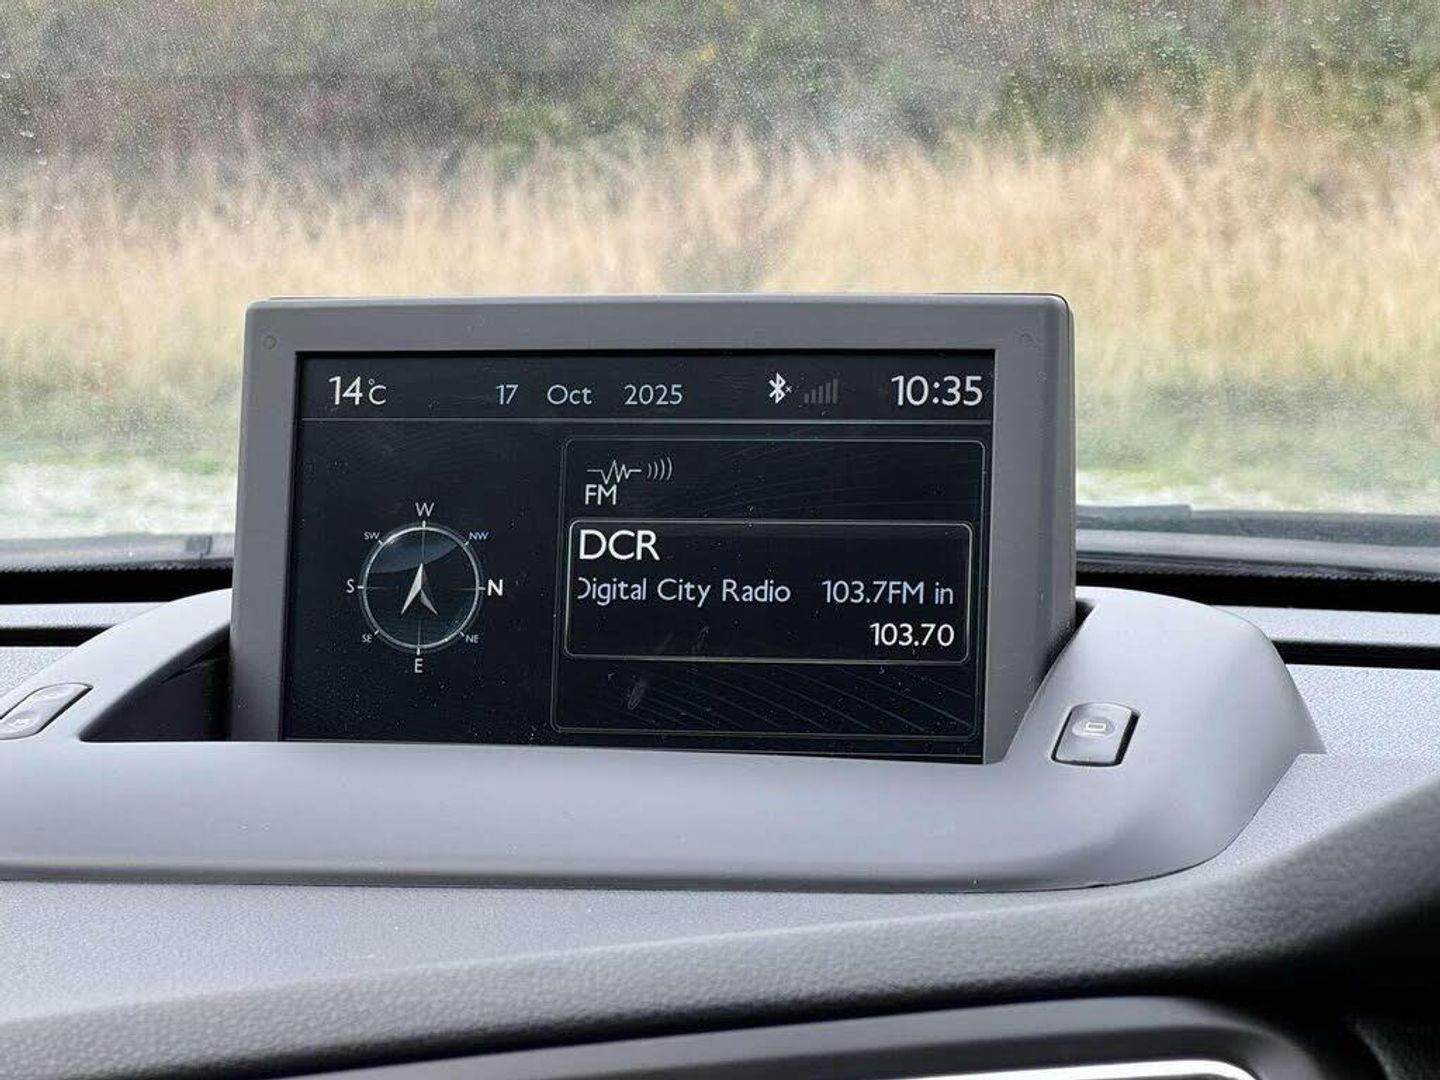 14°C 17 Oct 2025 10:35
W
SW NW
S N
SE NE
E
FM
DCR
Digital City Radio 103.7FM in
103.70